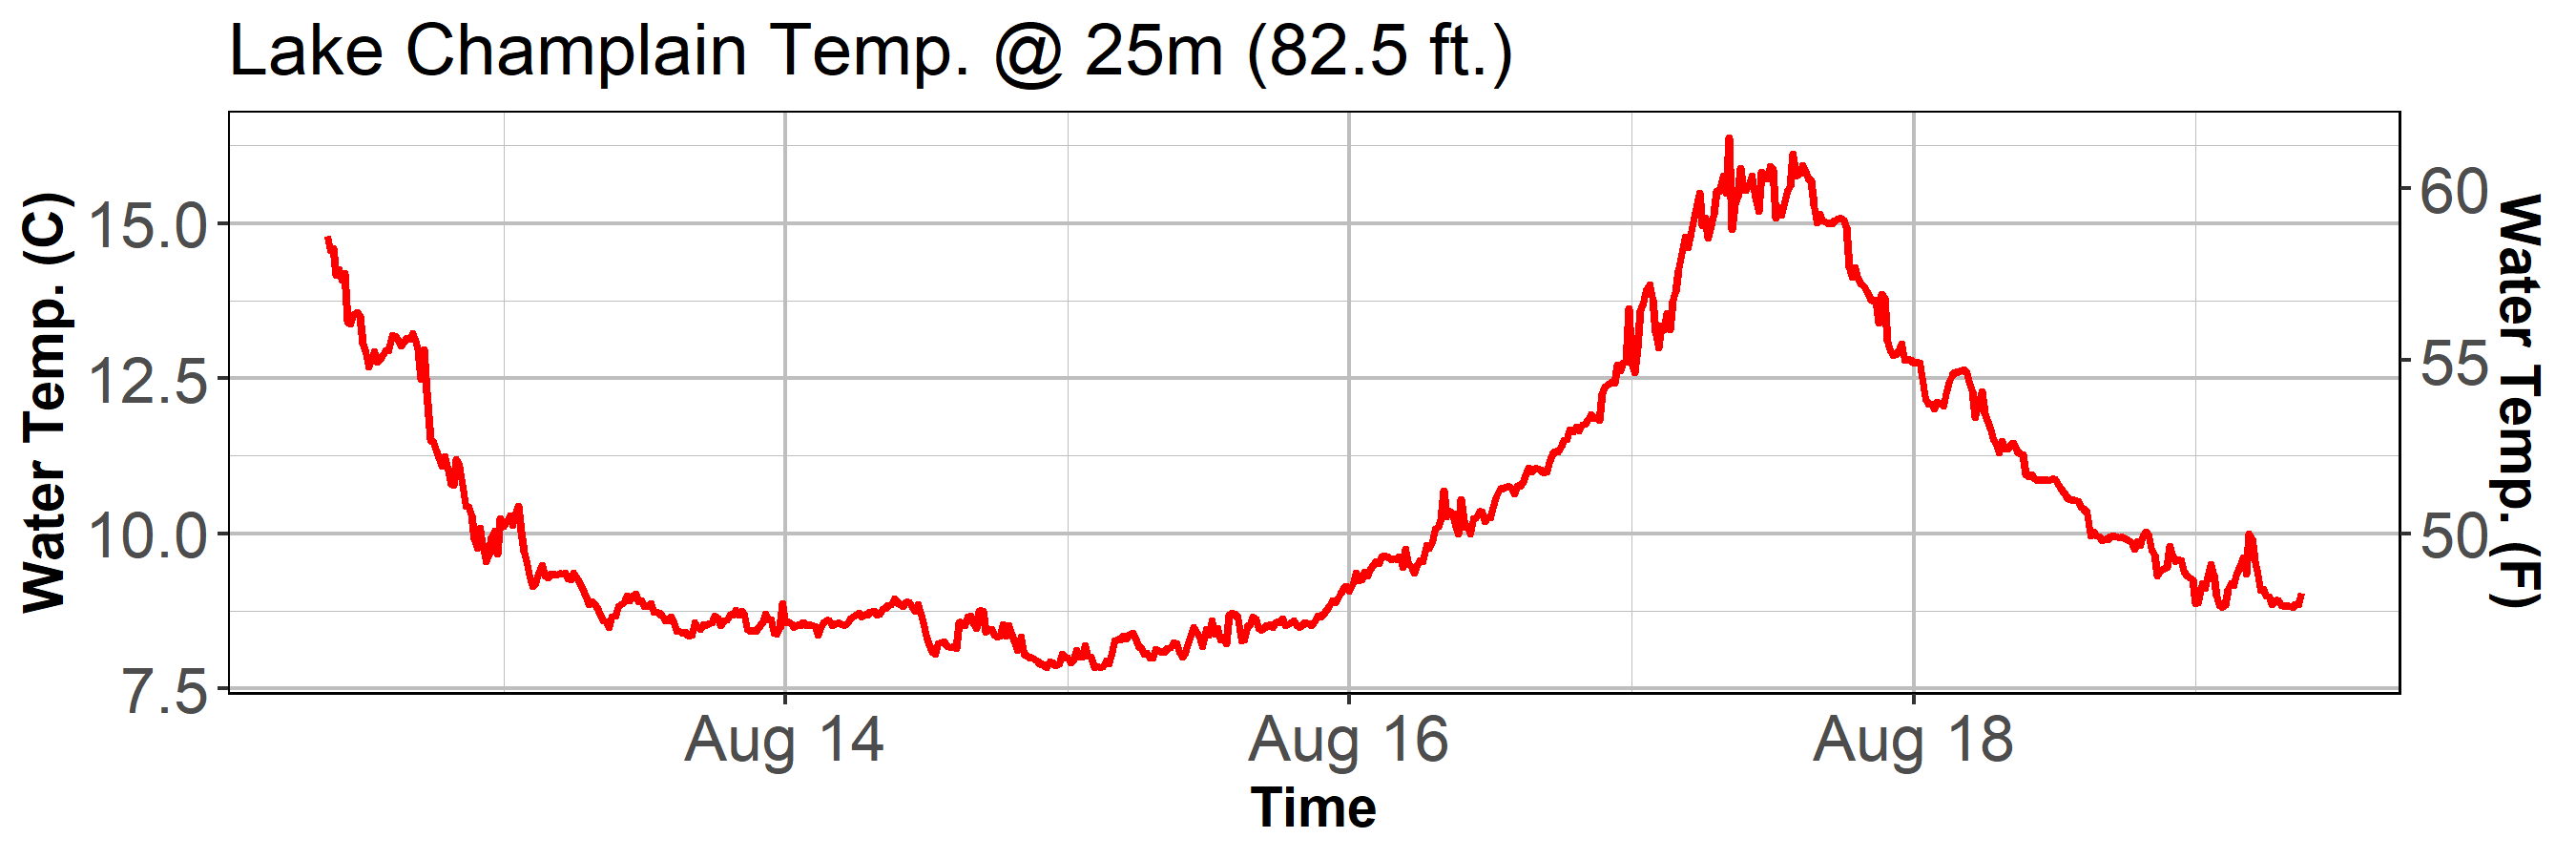 Lake Champlain Temp. @ 25m (82.5 ft.)
Water Temp. (C)
15.0
12.5
10.0
7.5
60
55
50
Water Temp. (F)
Aug 14
Aug 16
Aug 18
Time